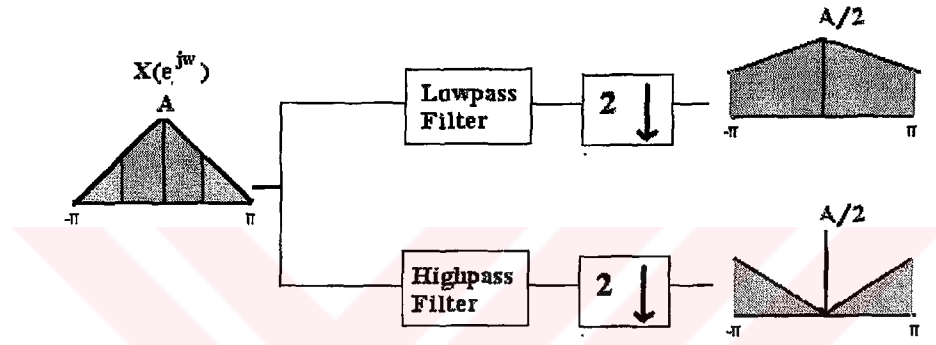 X(e^jw)
A
-π π
Lowpass
Filter
2
A/2
-π π
Highpass
Filter
2
A/2
-π π